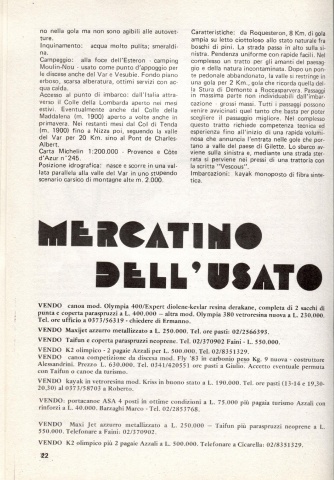 no nella gola ma non sono agibili alle autovet-
ture.
Inquinamento: acqua molto pulita; smeraldi-
na.
Campeggio: alla foce dell'Esteron - camping
Moulin-Nou - usato come punto d'appoggio per
le discese anche del Var e Vesubie. Fondo piano
erboso, scarsa alberatura, ottimi servizi con ac-
qua calda.
Accesso al punto di imbarco: dall'Italia attra-
verso il Colle della Lombarda aperto nei mesi
estivi. Eventualmente anche dal Colle della
Maddalena (m. 1900) aperto a volte anche in
primavera. Nei restanti mesi dal Col di Tenda
(m. 1900) fino a Nizza poi, seguendo la valle
del Var per 20 Km. sino al Pont de Charles-
Albert.
Carta Michelin 1:200.000 - Provence e Côte
d'Azur n° 245.
Posizione idrografica: nasce e scorre in una val-
lata parallela alla valle del Var in uno stupendo
scenario carsico di montagne alte m. 2.000.
Caratteristiche: da Roquesteron, 8 Km. di gola
ampia su letto ciottoloso allo stato naturale fra
boschi di pini. La strada passa in alto sulla si-
nistra. Pendenza uniforme con rapide facili. Nel
complesso un tratto per gli amanti del paesag-
gio e della natura incontaminata. Dopo un pon-
te pedonale abbandonato, la valle si restringe in
una gola per 2 Km., gola che ricorda quella del-
la Stura di Demonte a Roccasparvera. Passaggi
in massima parte non individuabili dall'imbar-
cazione: grossi massi. Tutti i passaggi possono
venire avvicinati quel tanto che basta per poter
scegliere il passaggio migliore. Nel complesso
questo tratto richiede competenza teorica ed
esperienza fino all'inizio di una rapida volumi-
nosa che annuncia l'entrata nelle gole che por-
tano a valle del paese di Gilette. Lo sbarco av-
viene sulla sinistra e, mediante una strada ster-
rata si perviene nei pressi di una trattoria con
la scritta "Vescous".
Imbarcazioni: kayak monoposto di fibra sinte-
tica.
MERCATINO
DELL'USATO
VENDO canoa mod. Olympia 400/Expert diolene-kevlar resina derakane, completa di 2 sacchi di
punta e coperta paraspruzzi a L. 400.000 - altra mod. Olympia 380 vetroresina nuova a L. 230.000.
Tel. ore ufficio a 0373/56319 - chiedere di Ermanno.
VENDO Maxijet azzurro metallizzato a L. 250.000. Tel. ore pasti: 02/2366393.
VENDO Taifun e coperta paraspruzzi neoprene. Tel. 02/370902 Faini - L. 550.000.
VENDO K2 olimpico - 2 pagaie Azzali per L. 500.000. Tel. 02/8351329.
VENDO canoa competizione da discesa mod. Fly '83 in carbonio peso Kg. 9 nuova - costruttore
Alessandrini. Prezzo L. 630.000. Tel. 0341/420551 ore pasti a Giulio. Accetto eventuale permuta
con Taifun o canoa da turismo.
VENDO kayak in vetroresina mod. Kriss in buono stato a L. 190.000. Tel. ore pasti (13-14 e 19,30-
20,30) al 0373/58703 a Roberto.
VENDO: portacanoe ASA 4 posti in ottime condizioni a L. 75.000 più pagaia turismo Azzali con
rinforzi a L. 40.000. Barzaghi Marco - Tel. 02/2853768.
VENDO Maxi Jet azzurro metallizzato a L. 250.000 — Taifun più paraspruzzi neoprene a L.
550.000. Telefonare a Faini: 02/370902.
VENDO K2 olimpico più 2 pagaie Azzali a L. 500.000. Telefonare a Cicarella: 02/8351329.
22